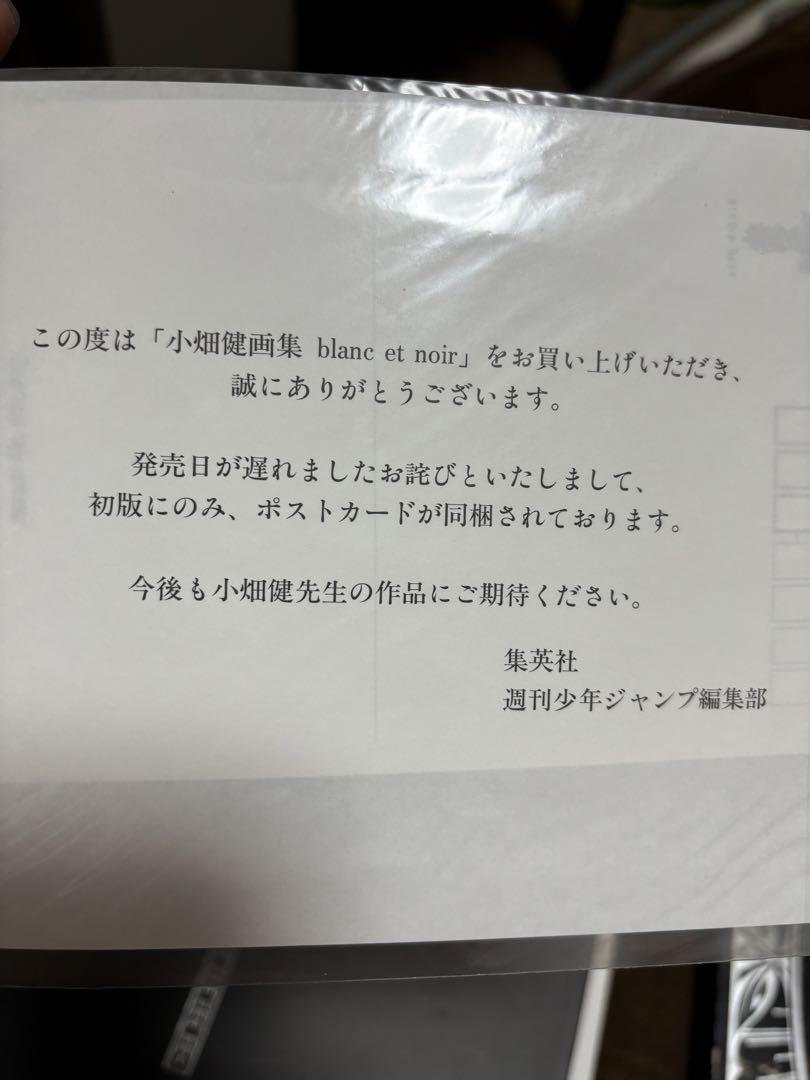 この度は「小畑健画集 blanc et noir」をお買い上げいただき、
誠にありがとうございます。
発売日が遅れましたお詫びといたしまして、
初版にのみ、ポストカードが同梱されております。
今後も小畑健先生の作品にご期待ください。
集英社
週刊少年ジャンプ編集部